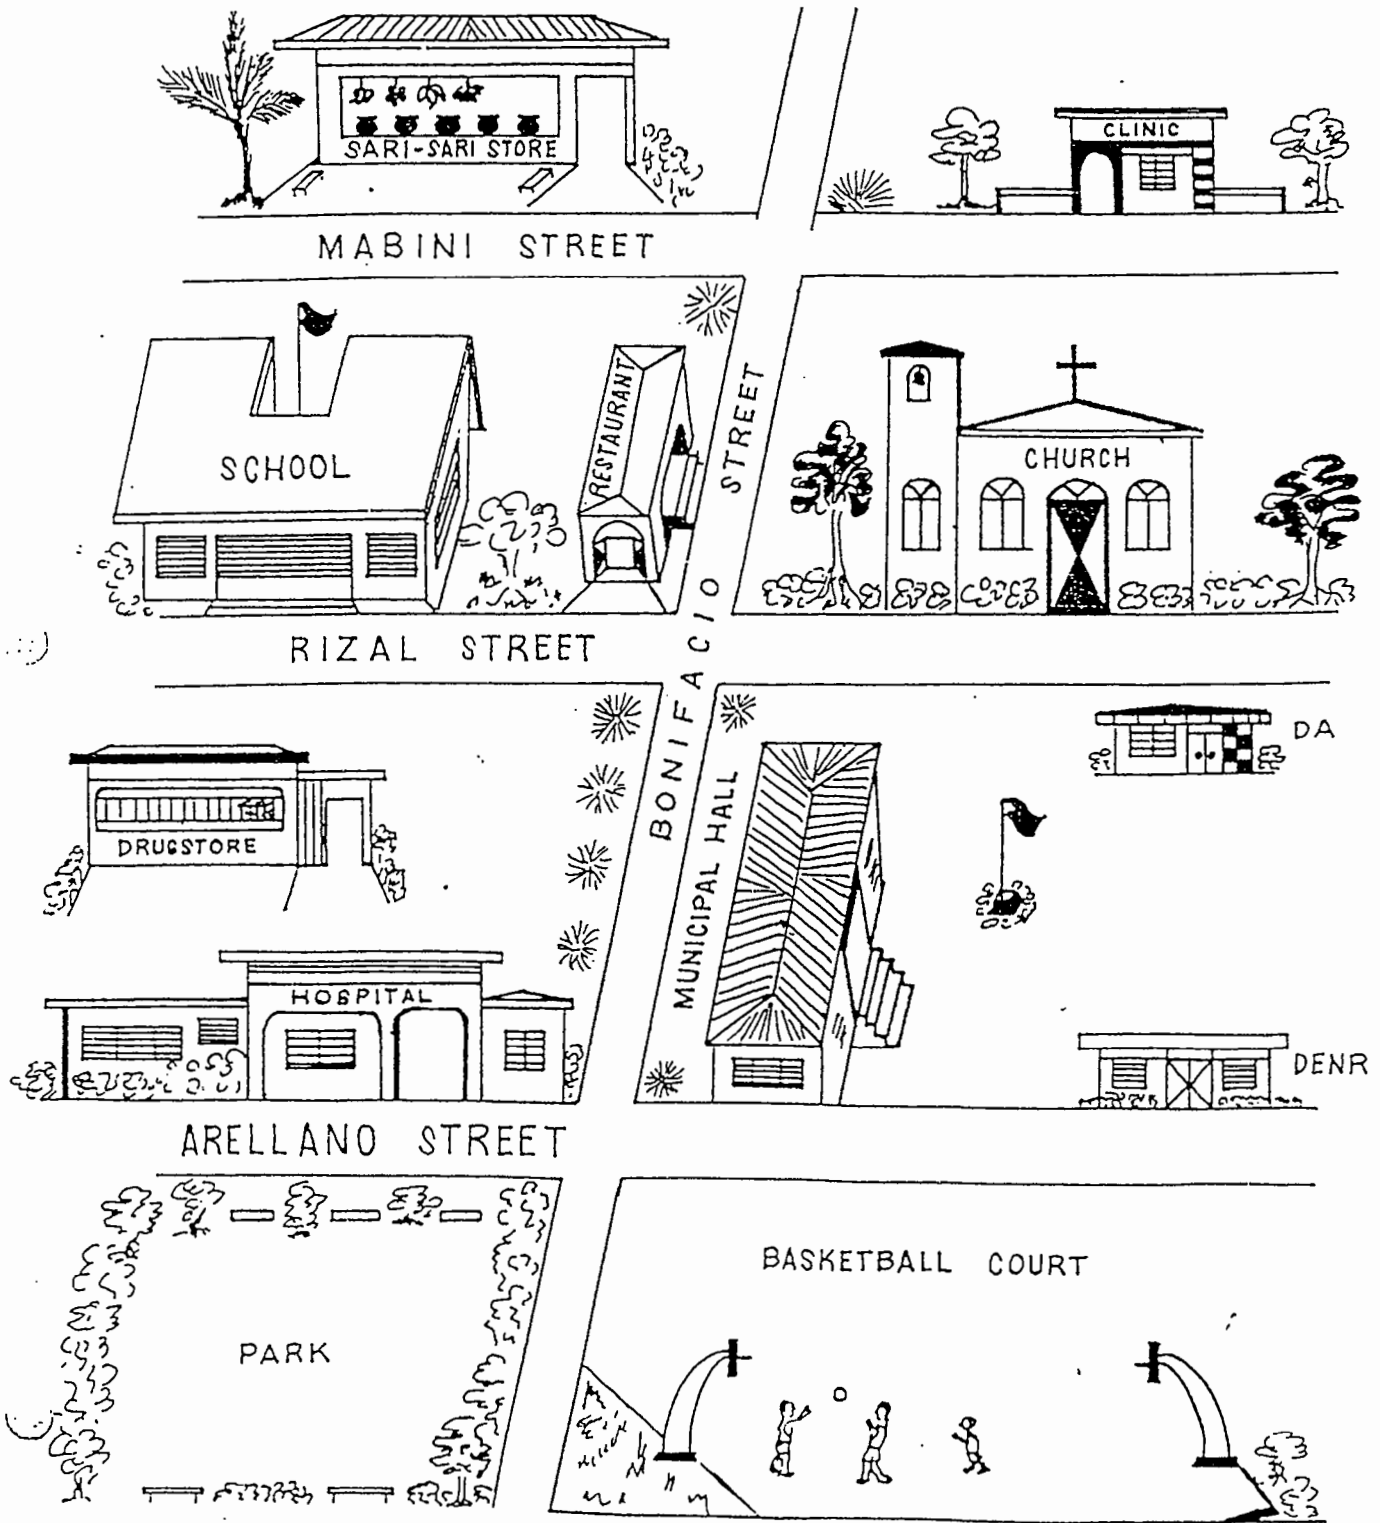 SARI-SARI STORE
CLINIC
MABINI STREET
SCHOOL
RESTAURANT
CHURCH
RIZAL STREET
BONIFACIO STREET
DRUGSTORE
MUNICIPAL HALL
DA
HOSPITAL
DENR
ARELLANO STREET
PARK
BASKETBALL COURT